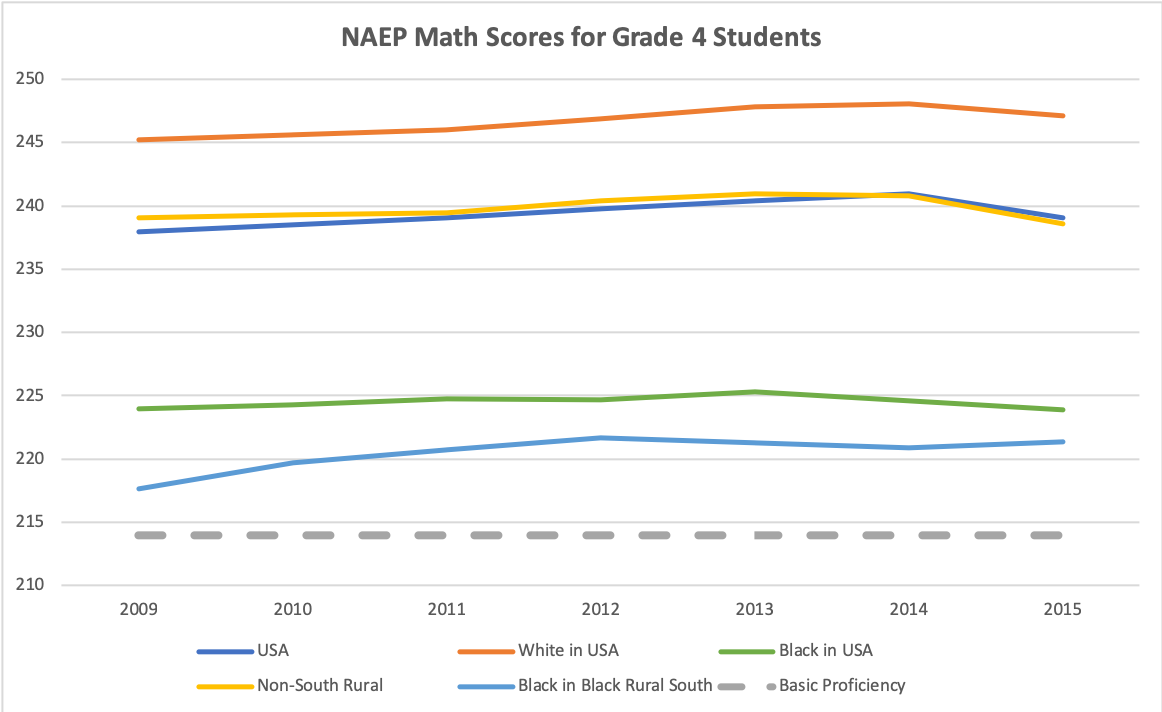 NAEP Math Scores for Grade 4 Students
250
245
240
235
230
225
220
215
210
2009 2010 2011 2012 2013 2014 2015
USA White in USA Black in USA
Non-South Rural Black in Black Rural South Basic Proficiency